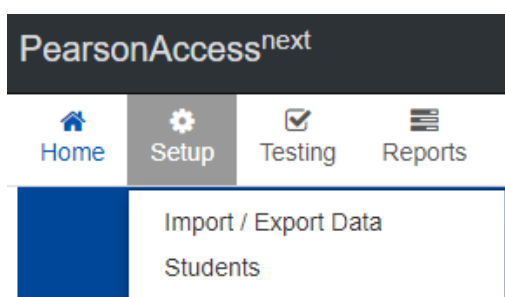 PearsonAccessnext
Home Setup Testing Reports
Import / Export Data
Students